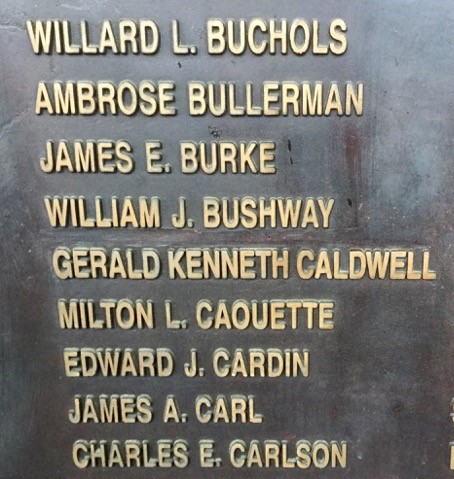 WILLARD L. BUCHOLS
AMBROSE BULLERMAN
JAMES E. BURKE
WILLIAM J. BUSHWAY
GERALD KENNETH CALDWELL
MILTON L. CAOUETTE
EDWARD J. CARDIN
JAMES A. CARL
CHARLES E. CARLSON